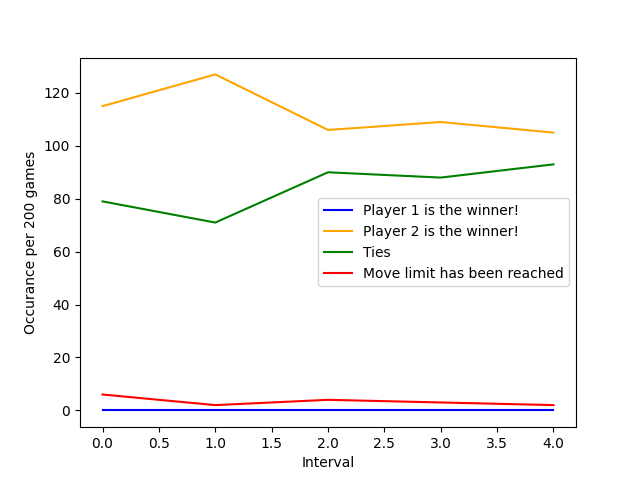 120
100
80
60
40
20
0
Occurance per 200 games
Player 1 is the winner!
Player 2 is the winner!
Ties
Move limit has been reached
0.0 0.5 1.0 1.5 2.0 2.5 3.0 3.5 4.0
Interval